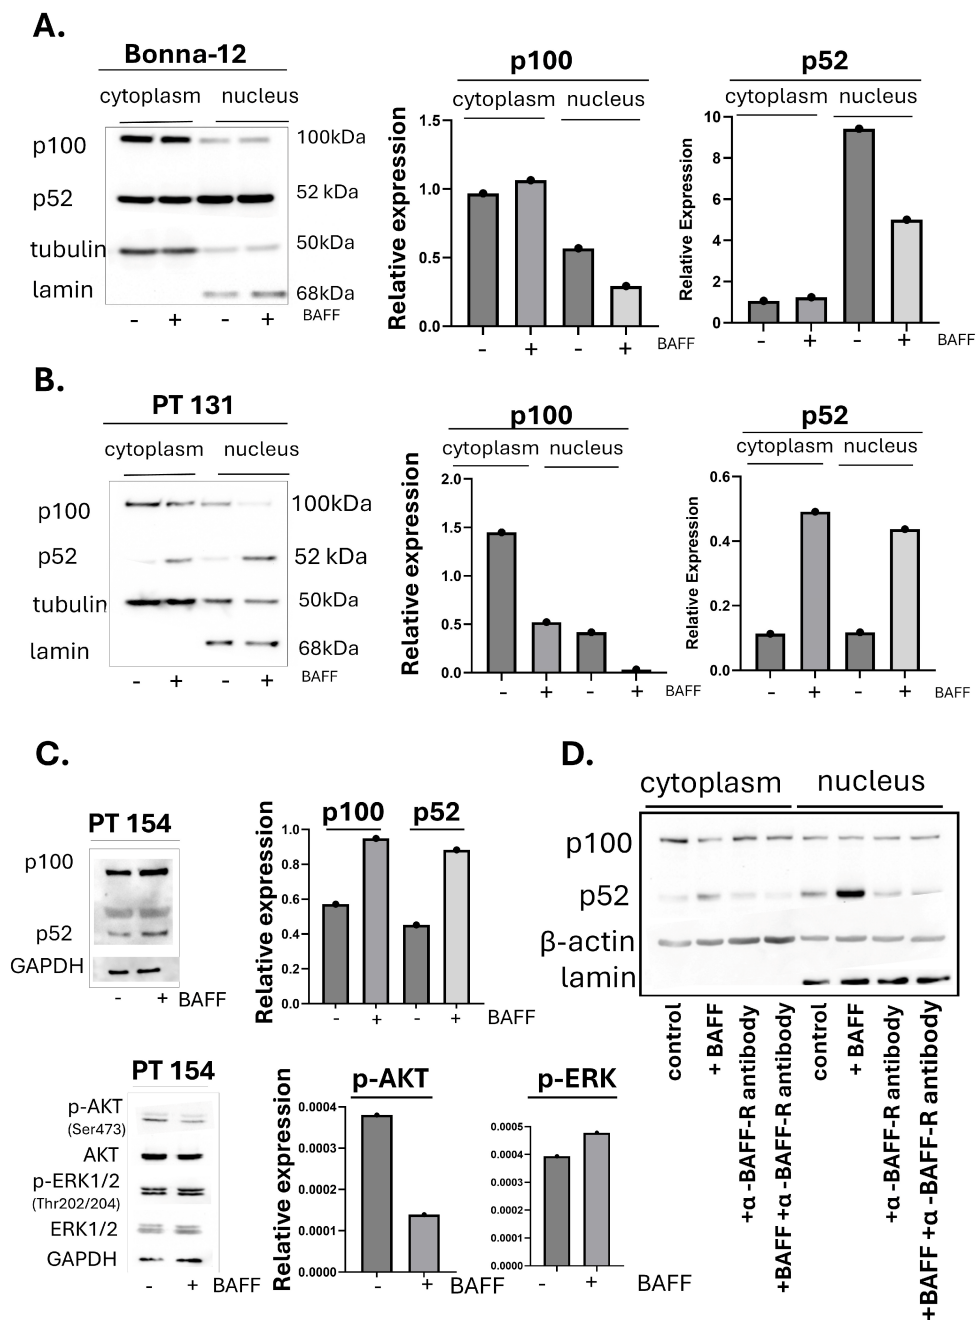 A.
Bonna-12
cytoplasm nucleus
p100 100kDa
p52 52 kDa
tubulin 50kDa
lamin 68kDa
- + - + BAFF
p100
cytoplasm nucleus
Relative expression
1.5
1.0
0.5
0.0
- + - + BAFF
p52
cytoplasm nucleus
Relative Expression
10
8
6
4
2
0
- + - + BAFF
B.
PT 131
cytoplasm nucleus
p100 100kDa
p52 52 kDa
tubulin 50kDa
lamin 68kDa
- + - + BAFF
p100
cytoplasm nucleus
Relative expression
2.0
1.5
1.0
0.5
0.0
- + - + BAFF
p52
cytoplasm nucleus
Relative Expression
0.6
0.4
0.2
0.0
- + - + BAFF
C.
PT 154
p100
p52
GAPDH
- + BAFF
p100 p52
Relative expression
1.0
0.8
0.6
0.4
0.2
0.0
- + - + BAFF
PT 154
p-AKT
(Ser473)
AKT
p-ERK1/2
(Thr202/204)
ERK1/2
GAPDH
- + BAFF
p-AKT
Relative expression
0.0004
0.0003
0.0002
0.0001
0.0000
- + BAFF
p-ERK
0.0005
0.0004
0.0003
0.0002
0.0001
0.0000
- + BAFF
D.
cytoplasm nucleus
p100
p52
β-actin
lamin
control
+ BAFF
+α -BAFF-R antibody
+BAFF +α -BAFF-R antibody
control
+ BAFF
+α -BAFF-R antibody
+BAFF +α -BAFF-R antibody